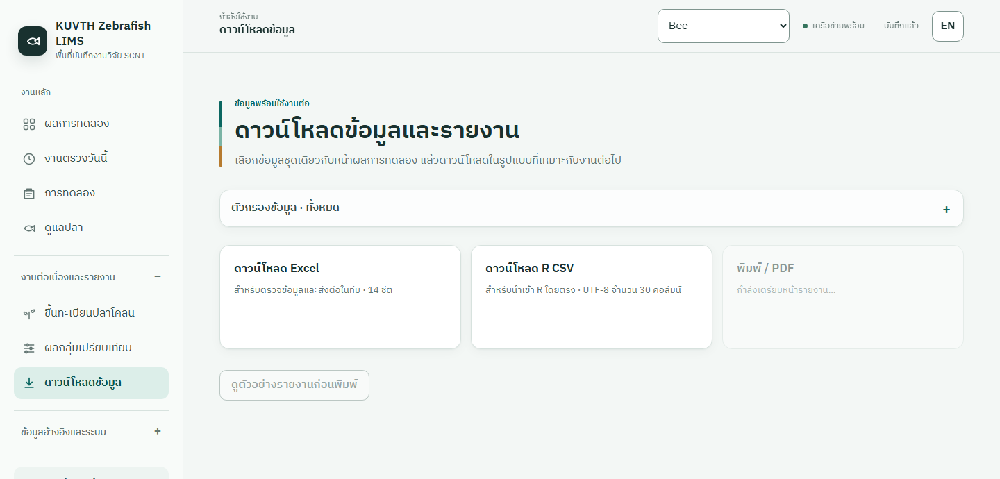 KUVTH Zebrafish
LIMS
พื้นที่บันทึกงานวิจัย SCNT
งานหลัก
ผลการทดลอง
งานตรวจวันนี้
การทดลอง
ดูแลปลา
งานต่อเนื่องและรายงาน −
ขึ้นทะเบียนปลาโคลน
ผลกลุ่มเปรียบเทียบ
ดาวน์โหลดข้อมูล
ข้อมูลอ้างอิงและระบบ +
กำลังใช้งาน
ดาวน์โหลดข้อมูล
Bee
เครือข่ายพร้อม
บันทึกแล้ว
EN
ข้อมูลพร้อมใช้งานต่อ
ดาวน์โหลดข้อมูลและรายงาน
เลือกข้อมูลชุดเดียวกับหน้าผลการทดลอง แล้วดาวน์โหลดในรูปแบบที่เหมาะกับงานต่อไป
ตัวกรองข้อมูล · ทั้งหมด +
ดาวน์โหลด Excel
สำหรับตรวจข้อมูลและส่งต่อในทีม · 14 ชีต
ดาวน์โหลด R CSV
สำหรับนำเข้า R โดยตรง · UTF-8 จำนวน 30 คอลัมน์
พิมพ์ / PDF
กำลังเตรียมหน้ารายงาน…
ดูตัวอย่างรายงานก่อนพิมพ์